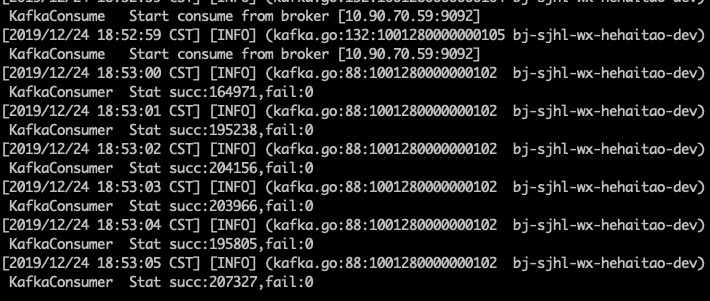 KafkaConsume   Start consume from broker [10.90.70.59:9092]
[2019/12/24 18:52:59 CST] [INFO] (kafka.go:132:1001280000000105 bj-sjhl-wx-hehaitao-dev)
KafkaConsume   Start consume from broker [10.90.70.59:9092]
[2019/12/24 18:53:00 CST] [INFO] (kafka.go:88:1001280000000102  bj-sjhl-wx-hehaitao-dev)
KafkaConsumer  Stat succ:164971,fail:0
[2019/12/24 18:53:01 CST] [INFO] (kafka.go:88:1001280000000102  bj-sjhl-wx-hehaitao-dev)
KafkaConsumer  Stat succ:195238,fail:0
[2019/12/24 18:53:02 CST] [INFO] (kafka.go:88:1001280000000102  bj-sjhl-wx-hehaitao-dev)
KafkaConsumer  Stat succ:204156,fail:0
[2019/12/24 18:53:03 CST] [INFO] (kafka.go:88:1001280000000102  bj-sjhl-wx-hehaitao-dev)
KafkaConsumer  Stat succ:203966,fail:0
[2019/12/24 18:53:04 CST] [INFO] (kafka.go:88:1001280000000102  bj-sjhl-wx-hehaitao-dev)
KafkaConsumer  Stat succ:195805,fail:0
[2019/12/24 18:53:05 CST] [INFO] (kafka.go:88:1001280000000102  bj-sjhl-wx-hehaitao-dev)
KafkaConsumer  Stat succ:207327,fail:0